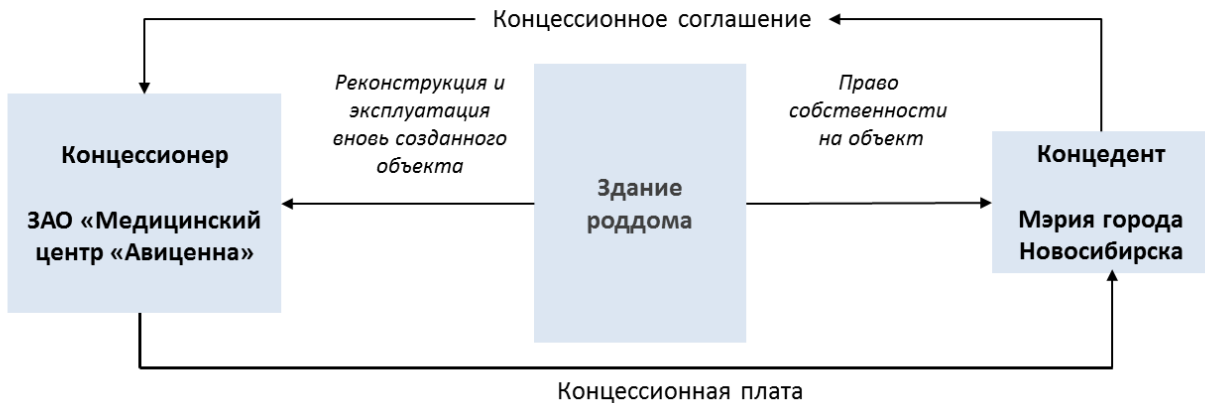 Концессионное соглашение
Реконструкция и
эксплуатация
вновь созданного
объекта
Право
собственности
на объект
Концессионер
ЗАО «Медицинский
центр «Авиценна»
Здание
роддома
Концедент
Мэрия города
Новосибирска
Концессионная плата